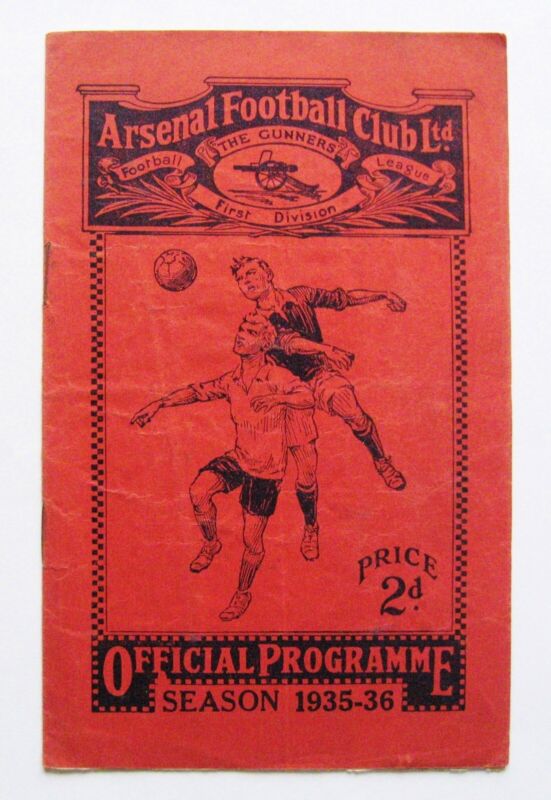 Arsenal Football Club Ltd.
THE GUNNERS
Football League
First Division
PRICE
2d.
OFFICIAL PROGRAMME
SEASON 1935-36